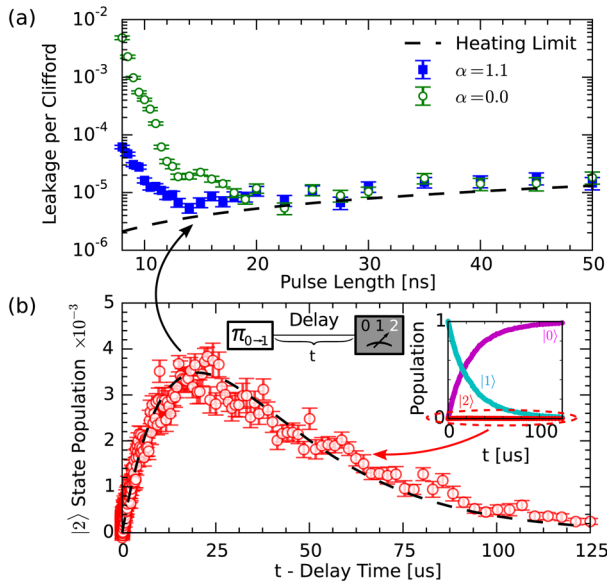 (a)
Leakage per Clifford
10⁻²
10⁻³
10⁻⁴
10⁻⁵
10⁻⁶
Heating Limit
α=1.1
α=0.0
10 20 30 40 50
Pulse Length [ns]
(b)
|2⟩ State Population ×10⁻³
5
4
3
2
1
0
π₀→₁
Delay
t
0 1 2
Population
1
0
|0⟩
|1⟩
|2⟩
0 100
t [us]
0 25 50 75 100 125
t - Delay Time [us]